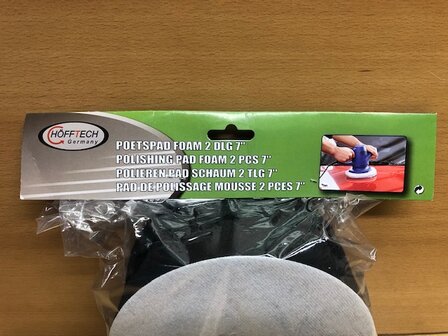 HÖFFTECH
Germany
POETSPAD FOAM 2 DLG 7"
POLISHING PAD FOAM 2 PCS 7"
POLIEREN PAD SCHAUM 2 TLG 7"
PAD DE POLISSAGE MOUSSE 2 PCES 7"